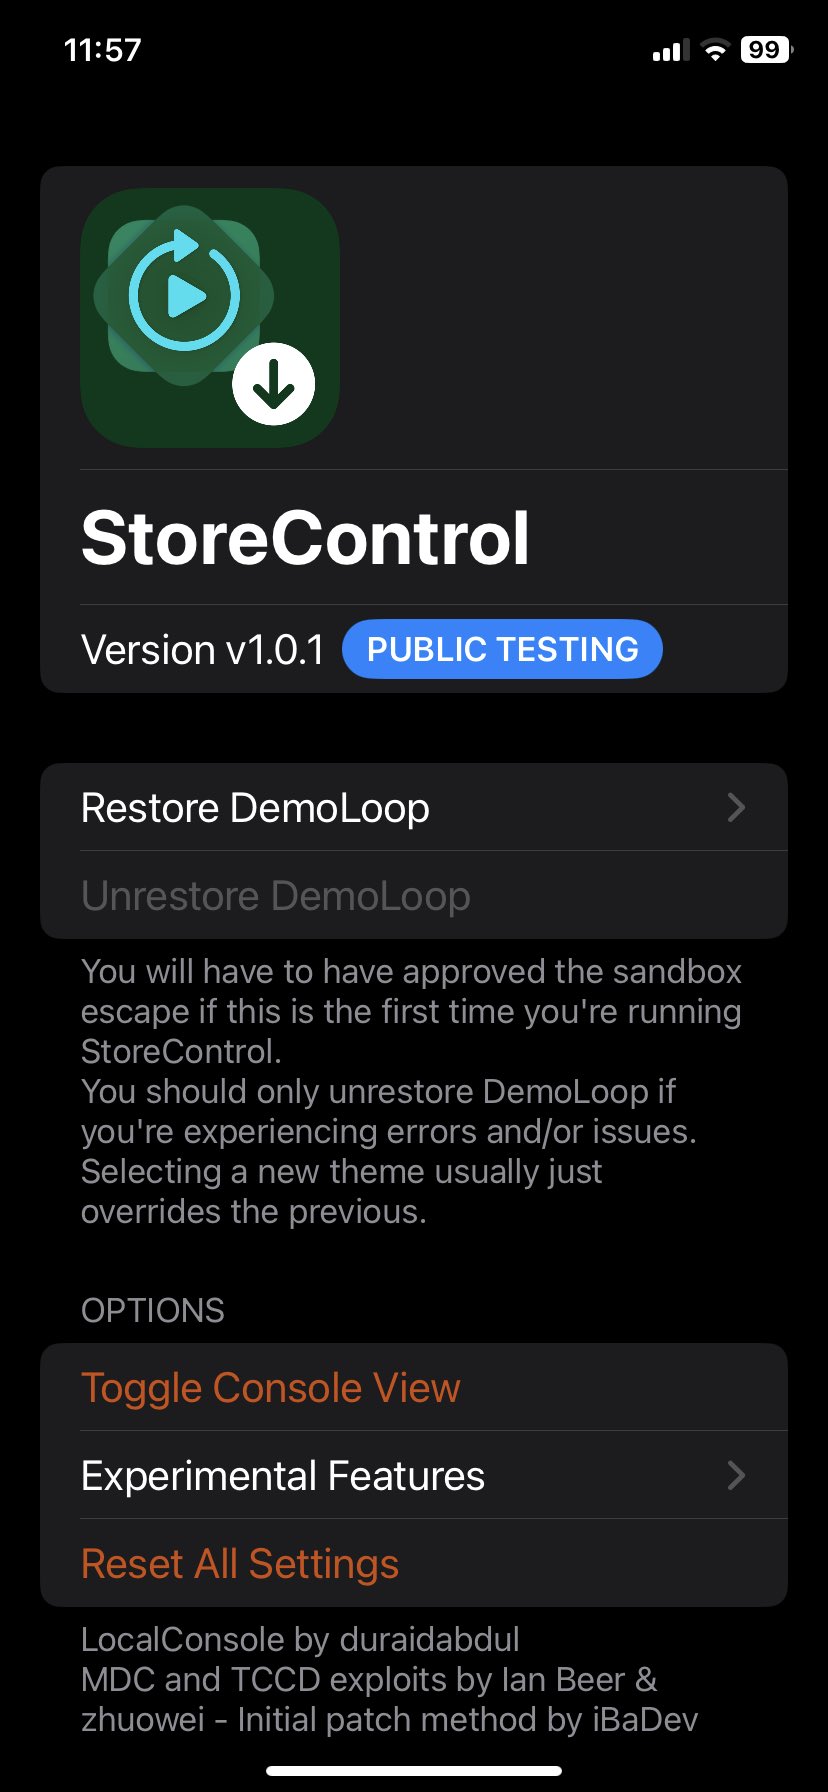 11:57
99
StoreControl
Version v1.0.1 PUBLIC TESTING
Restore DemoLoop
Unrestore DemoLoop
You will have to have approved the sandbox
escape if this is the first time you're running
StoreControl.
You should only unrestore DemoLoop if
you're experiencing errors and/or issues.
Selecting a new theme usually just
overrides the previous.
OPTIONS
Toggle Console View
Experimental Features
Reset All Settings
LocalConsole by duraidabdul
MDC and TCCD exploits by Ian Beer &
zhuowei - Initial patch method by iBaDev